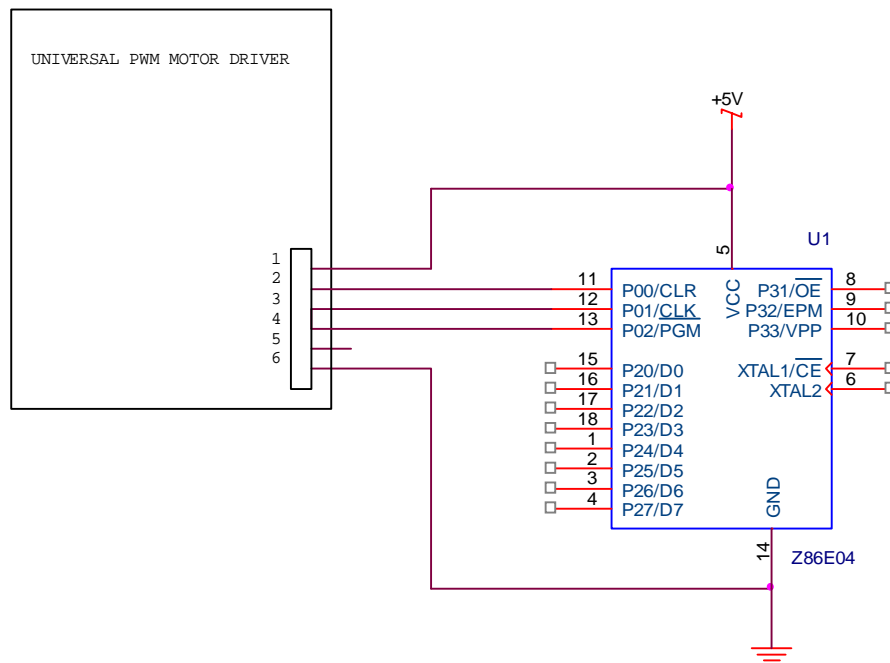 UNIVERSAL PWM MOTOR DRIVER
+5V
U1
1
2
3
4
5
6
5
VCC
11 P00/CLR
12 P01/CLK
13 P02/PGM
15 P20/D0
16 P21/D1
17 P22/D2
18 P23/D3
1 P24/D4
2 P25/D5
3 P26/D6
4 P27/D7
P31/OE 8
P32/EPM 9
P33/VPP 10
XTAL1/CE 7
XTAL2 6
GND
14
Z86E04